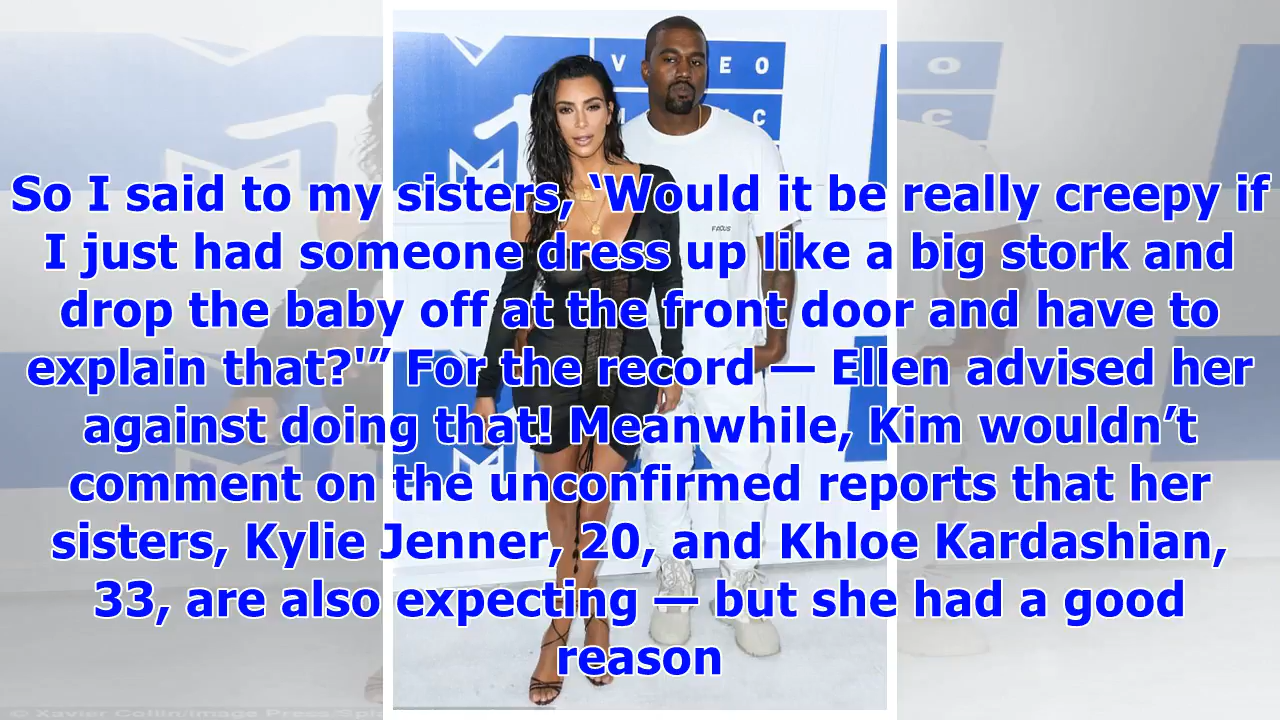 So I said to my sisters, ‘Would it be really creepy if
I just had someone dress up like a big stork and
drop the baby off at the front door and have to
explain that?'” For the record — Ellen advised her
against doing that! Meanwhile, Kim wouldn’t
comment on the unconfirmed reports that her
sisters, Kylie Jenner, 20, and Khloe Kardashian,
33, are also expecting — but she had a good
reason
V EO
C
O
C
M